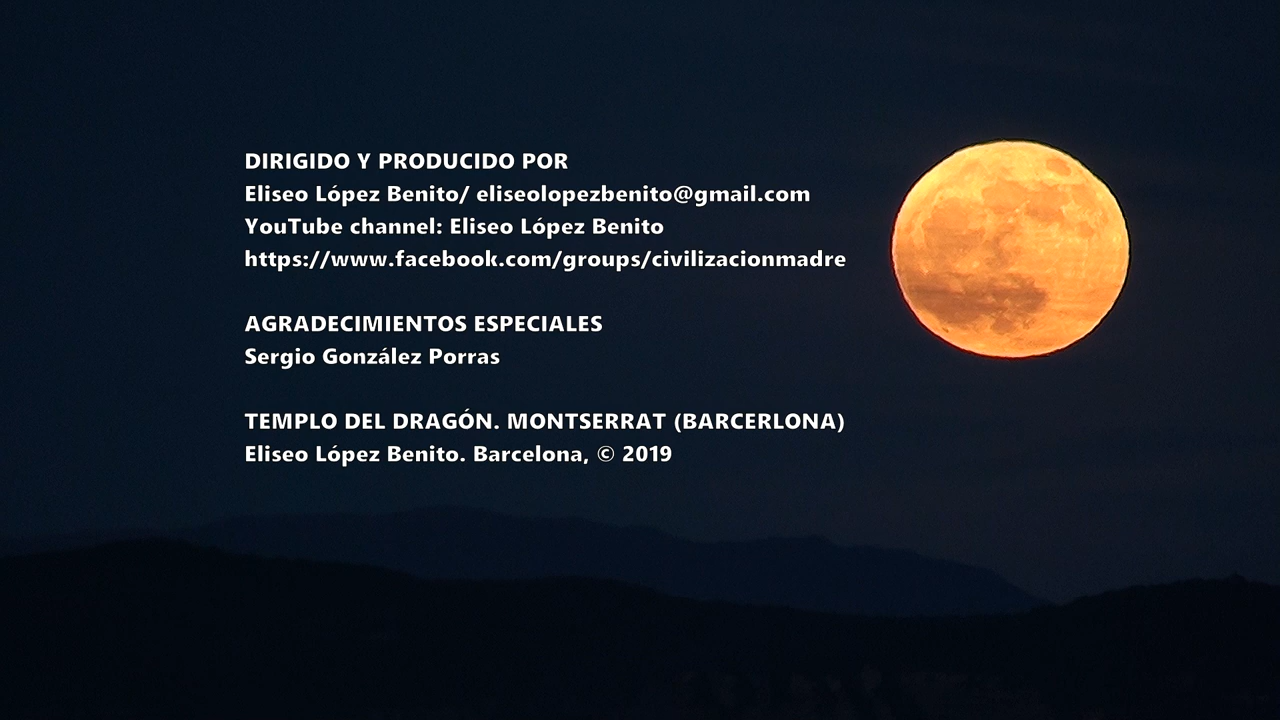 DIRIGIDO Y PRODUCIDO POR
Eliseo López Benito/ eliseolopezbenito@gmail.com
YouTube channel: Eliseo López Benito
https://www.facebook.com/groups/civilizacionmadre
AGRADECIMIENTOS ESPECIALES
Sergio González Porras
TEMPLO DEL DRAGÓN. MONTSERRAT (BARCERLONA)
Eliseo López Benito. Barcelona, © 2019